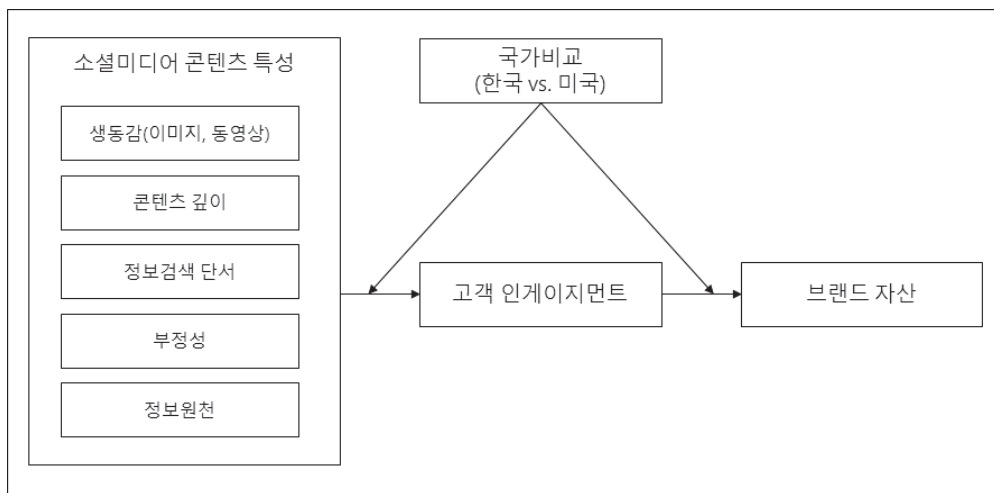 소셜미디어 콘텐츠 특성
생동감(이미지, 동영상)
콘텐츠 깊이
정보검색 단서
부정성
정보원천
국가비교
(한국 vs. 미국)
고객 인게이지먼트
브랜드 자산